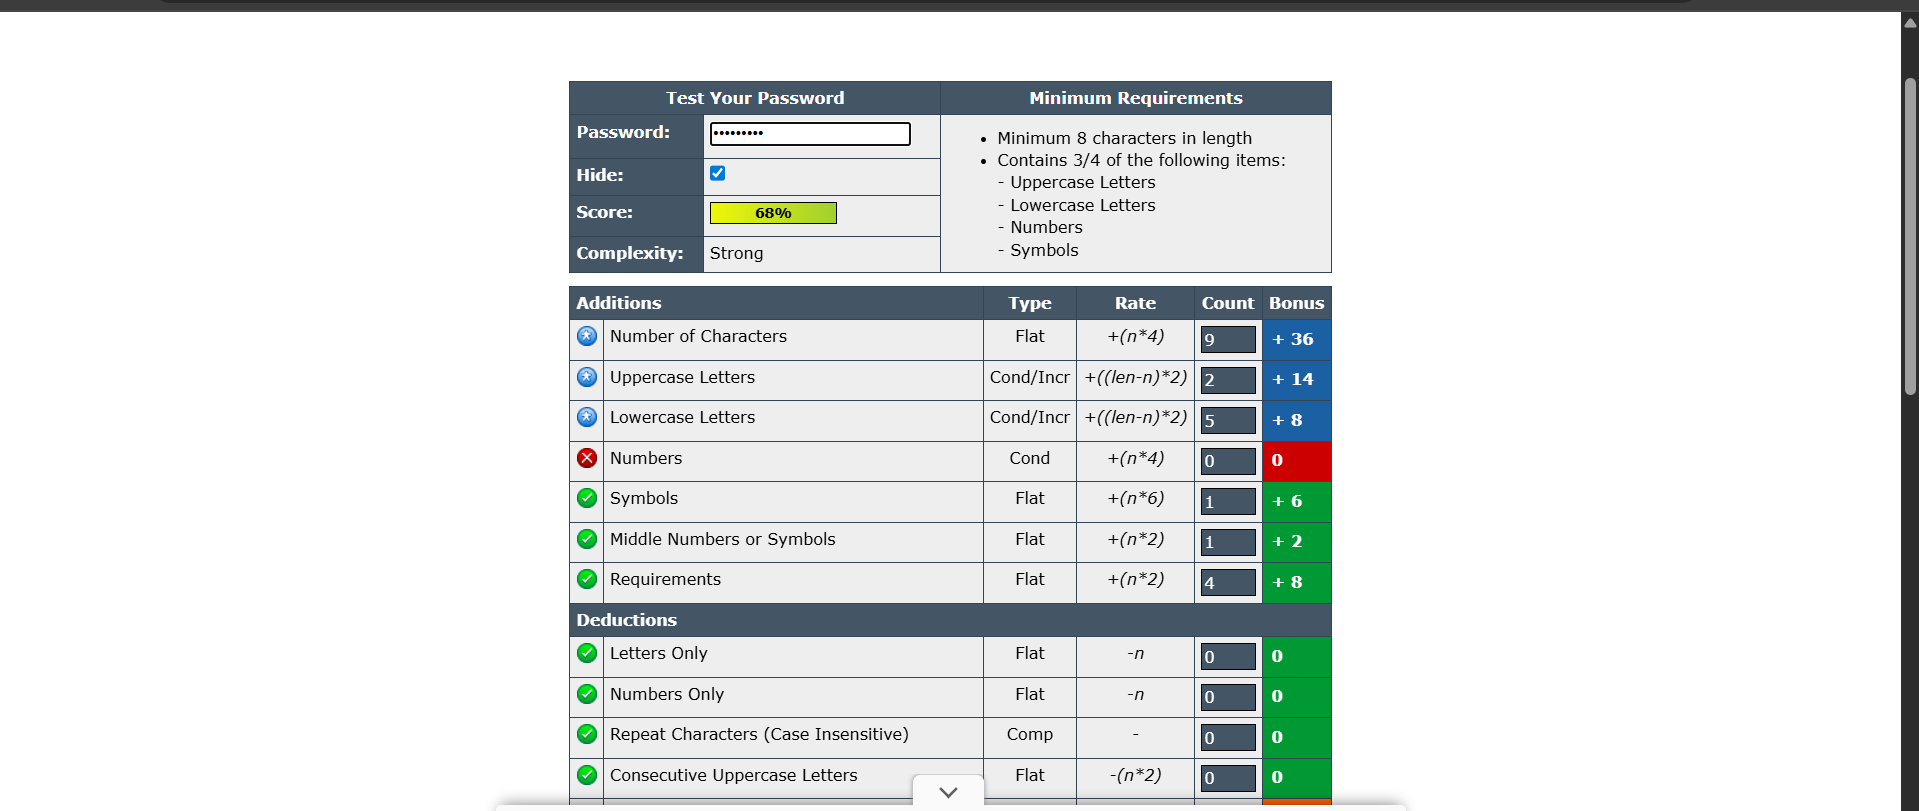 Test Your Password
Minimum Requirements
Password: •••••••••
Hide:
Score: 68%
Complexity: Strong
• Minimum 8 characters in length
• Contains 3/4 of the following items:
- Uppercase Letters
- Lowercase Letters
- Numbers
- Symbols
Additions Type Rate Count Bonus
Number of Characters Flat +(n*4) 9 + 36
Uppercase Letters Cond/Incr +((len-n)*2) 2 + 14
Lowercase Letters Cond/Incr +((len-n)*2) 5 + 8
Numbers Cond +(n*4) 0 0
Symbols Flat +(n*6) 1 + 6
Middle Numbers or Symbols Flat +(n*2) 1 + 2
Requirements Flat +(n*2) 4 + 8
Deductions
Letters Only Flat -n 0 0
Numbers Only Flat -n 0 0
Repeat Characters (Case Insensitive) Comp - 0 0
Consecutive Uppercase Letters Flat -(n*2) 0 0